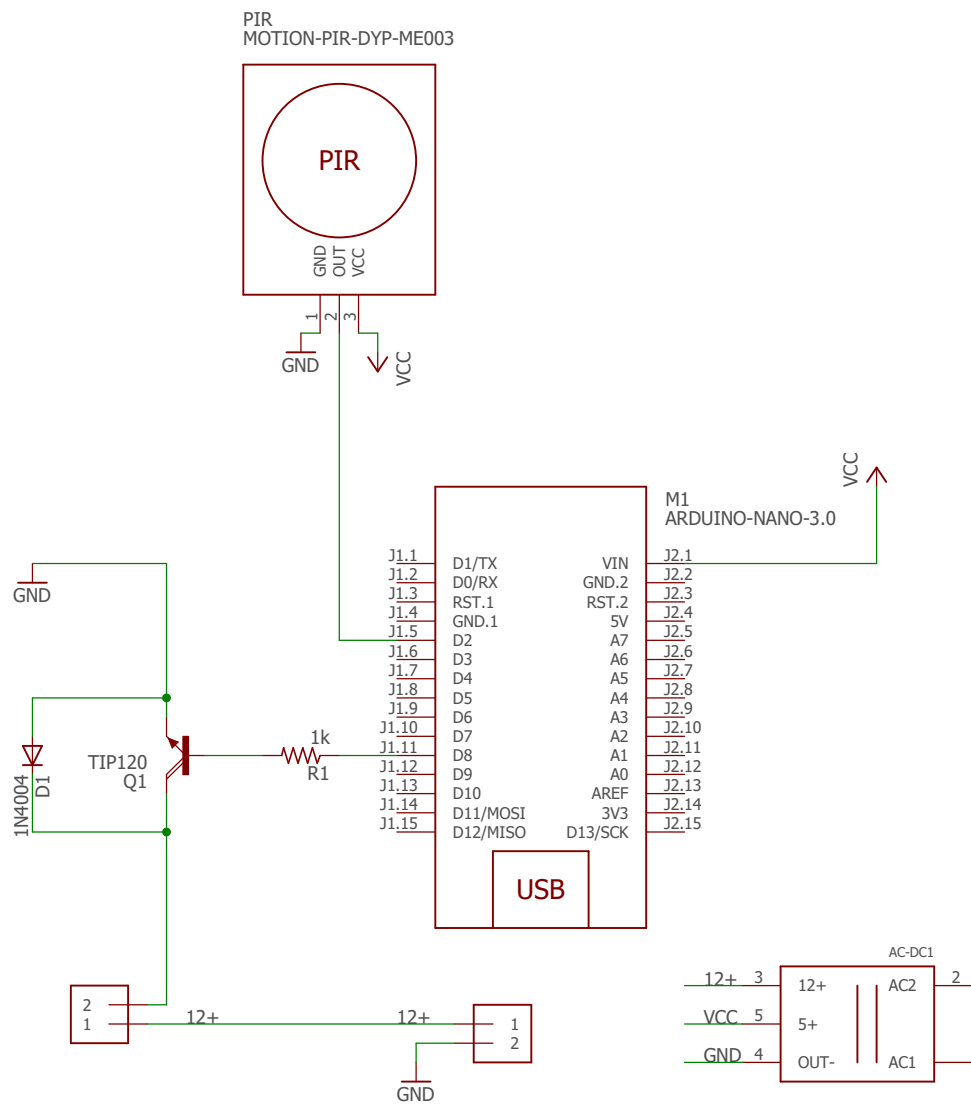 PIR
MOTION-PIR-DYP-ME003
PIR
GND
OUT
VCC
1
2
3
GND
VCC
VCC
M1
ARDUINO-NANO-3.0
J1.1 D1/TX VIN J2.1
J1.2 D0/RX GND.2 J2.2
J1.3 RST.1 RST.2 J2.3
J1.4 GND.1 5V J2.4
J1.5 D2 A7 J2.5
J1.6 D3 A6 J2.6
J1.7 D4 A5 J2.7
J1.8 D5 A4 J2.8
J1.9 D6 A3 J2.9
J1.10 D7 A2 J2.10
J1.11 D8 A1 J2.11
J1.12 D9 A0 J2.12
J1.13 D10 AREF J2.13
J1.14 D11/MOSI 3V3 J2.14
J1.15 D12/MISO D13/SCK J2.15
USB
GND
1k
R1
TIP120
Q1
1N4004
D1
2
1
12+
12+
1
2
GND
AC-DC1
12+ 3 12+ AC2 2
VCC 5 5+
GND 4 OUT- AC1